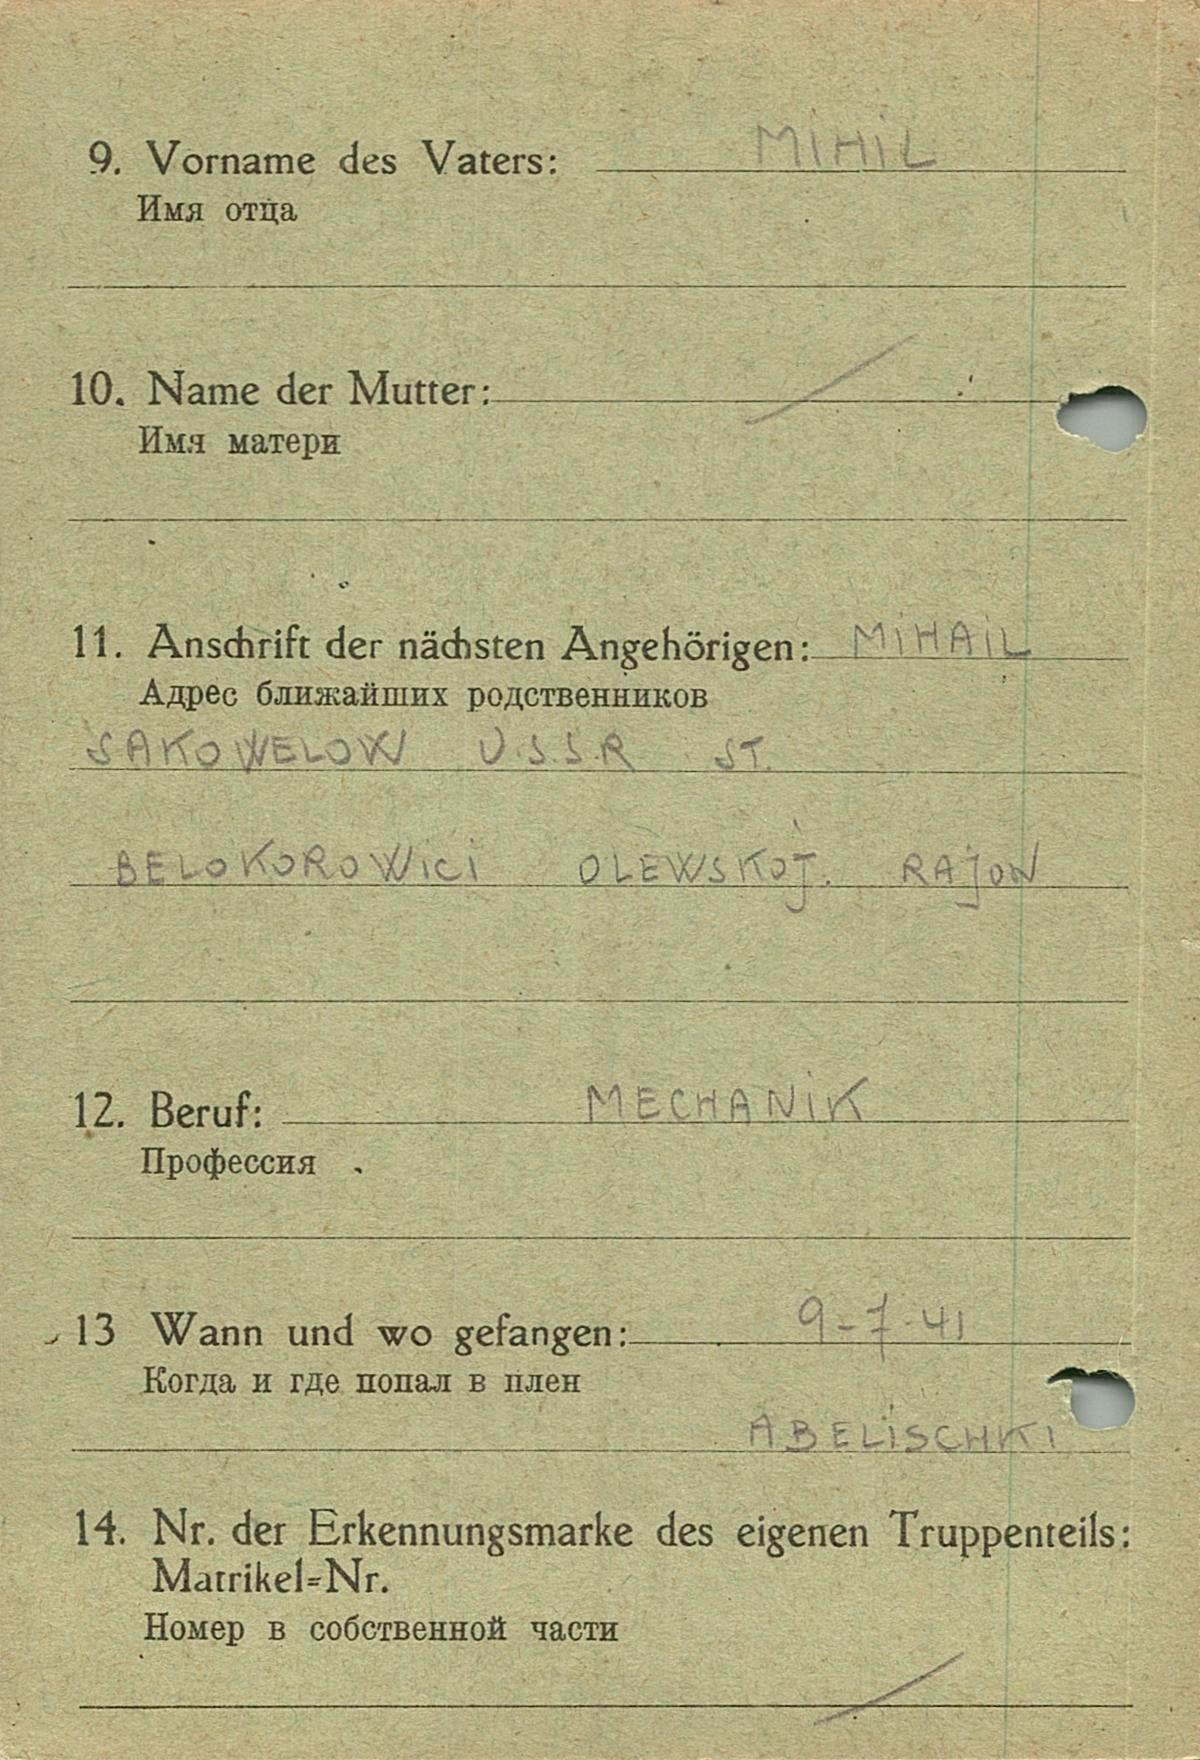 9. Vorname des Vaters: MIHIL
Имя отца
10. Name der Mutter:
Имя матери
11. Anschrift der nächsten Angehörigen: MIHAIL
Адрес ближайших родственников
SAKOWELOW U.S.S.R ST.
BELOKOROWICI OLEWSKOJ. RAJON
12. Beruf: MECHANIK
Профессия
13 Wann und wo gefangen: 9-7-41
Когда и где попал в плен
ABELISCHKI
14. Nr. der Erkennungsmarke des eigenen Truppenteils:
Matrikel=Nr.
Номер в собственной части